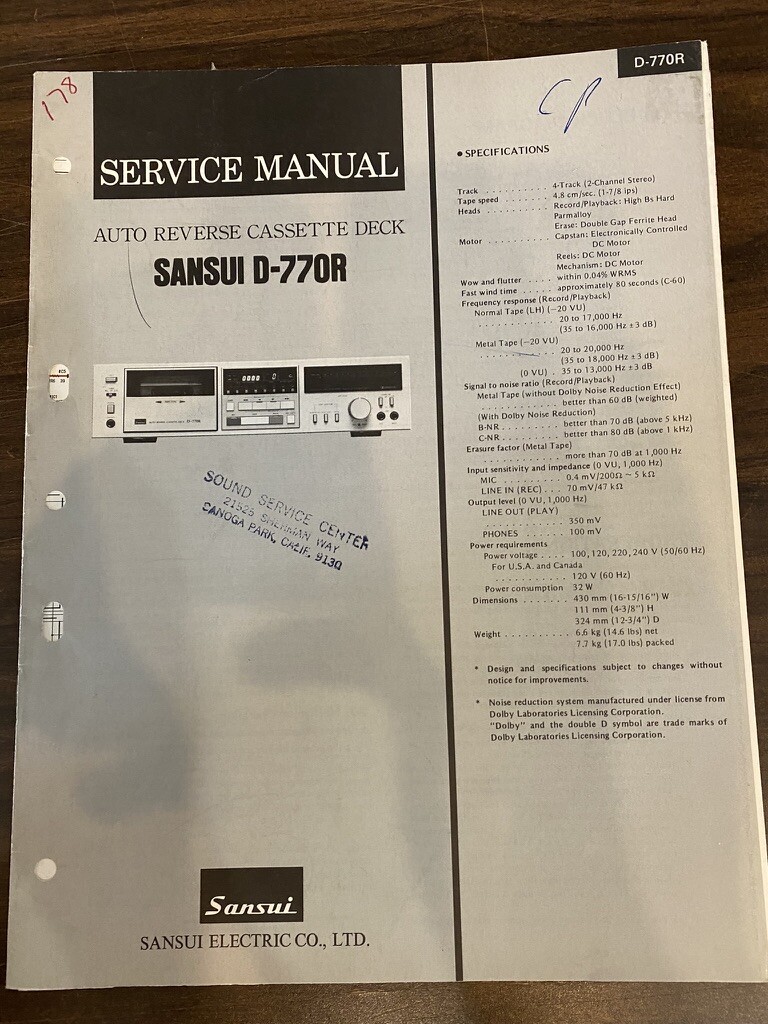 178
SERVICE MANUAL
AUTO REVERSE CASSETTE DECK
SANSUI D-770R
SOUND SERVICE CENTER
21526 SHERMAN WAY
CANOGA PARK, CALIF.
Sansui
SANSUI ELECTRIC CO., LTD.
D-770R
CP
• SPECIFICATIONS
Track . . . . . . . . . . 4-Track (2-Channel Stereo)
Tape speed . . . . . . . 4.8 cm/sec. (1-7/8 ips)
Heads . . . . . . . . . . Record/Playback: High Bs Hard
Parmalloy
Erase: Double Gap Ferrite Head
Motor . . . . . . . . . . Capstan: Electronically Controlled
DC Motor
Reels: DC Motor
Mechanism: DC Motor
Wow and flutter . . . . within 0.04% WRMS
Fast wind time . . . . . approximately 80 seconds (C-60)
Frequency response (Record/Playback)
Normal Tape (LH) (−20 VU)
. . . . . . . . . . . . 20 to 17,000 Hz
(35 to 16,000 Hz ±3 dB)
Metal Tape (−20 VU)
. . . . . . . . . . . . 20 to 20,000 Hz
(35 to 18,000 Hz ±3 dB)
(0 VU) . 35 to 13,000 Hz ±3 dB
Signal to noise ratio (Record/Playback)
Metal Tape (without Dolby Noise Reduction Effect)
. . . . . . . . . . . . better than 60 dB (weighted)
(With Dolby Noise Reduction)
B-NR . . . . . . . . . better than 70 dB (above 5 kHz)
C-NR . . . . . . . . . better than 80 dB (above 1 kHz)
Erasure factor (Metal Tape)
. . . . . . . . . . . . more than 70 dB at 1,000 Hz
Input sensitivity and impedance (0 VU, 1,000 Hz)
MIC . . . . . . . . . . 0.4 mV/200Ω ~ 5 kΩ
LINE IN (REC) . . . 70 mV/47 kΩ
Output level (0 VU, 1,000 Hz)
LINE OUT (PLAY)
. . . . . . . . . . . . 350 mV
PHONES . . . . . . 100 mV
Power requirements
Power voltage . . . . 100, 120, 220, 240 V (50/60 Hz)
For U.S.A. and Canada
. . . . . . . . . . . . 120 V (60 Hz)
Power consumption 32 W
Dimensions . . . . . . . 430 mm (16-15/16") W
111 mm (4-3/8") H
324 mm (12-3/4") D
Weight . . . . . . . . . . 6.6 kg (14.6 lbs) net
7.7 kg (17.0 lbs) packed
* Design and specifications subject to changes without
notice for improvements.
* Noise reduction system manufactured under license from
Dolby Laboratories Licensing Corporation.
"Dolby" and the double D symbol are trade marks of
Dolby Laboratories Licensing Corporation.